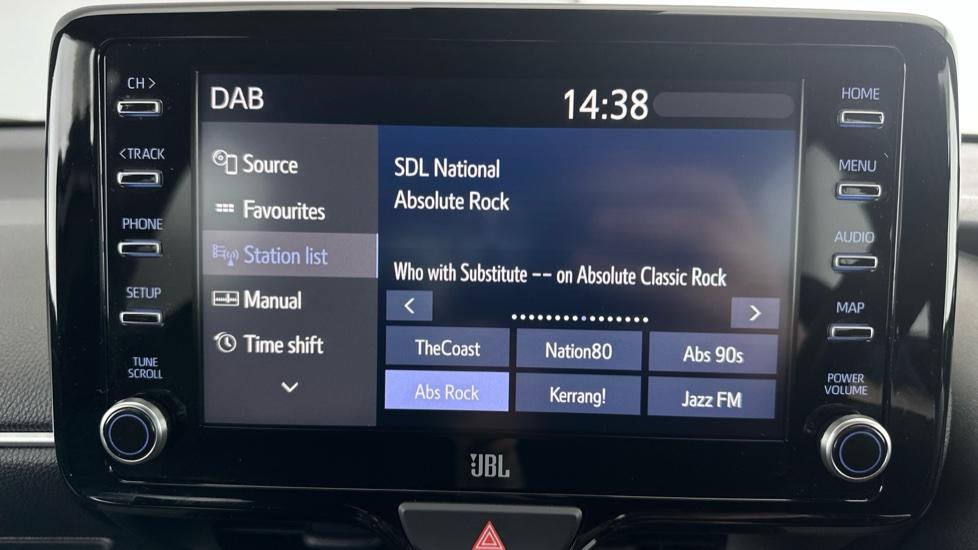 CH >
< TRACK
PHONE
SETUP
TUNE
SCROLL
DAB
14:38
Source
Favourites
Station list
Manual
Time shift
SDL National
Absolute Rock
Who with Substitute -- on Absolute Classic Rock
< >
TheCoast Nation80 Abs 90s
Abs Rock Kerrang! Jazz FM
JBL
HOME
MENU
AUDIO
MAP
POWER
VOLUME